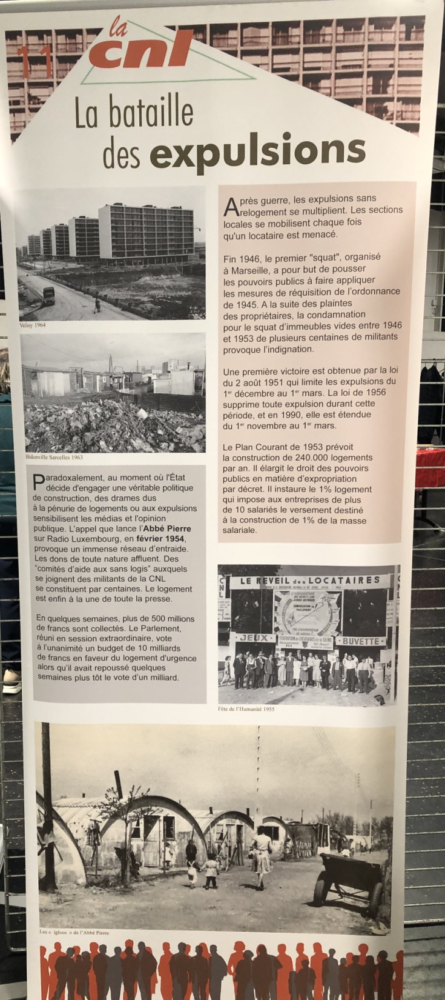 11
la
cnl
La bataille
des expulsions
Velisy 1964
Bidonville Sarcelles 1963
Paradoxalement, au moment où l'État
décide d'engager une véritable politique
de construction, des drames dus
à la pénurie de logements ou aux expulsions
sensibilisent les médias et l'opinion
publique. L'appel que lance l'Abbé Pierre
sur Radio Luxembourg, en février 1954,
provoque un immense réseau d'entraide.
Les dons de toute nature affluent. Des
"comités d'aide aux sans logis" auxquels
se joignent des militants de la CNL
se constituent par centaines. Le logement
est enfin à la une de toute la presse.
En quelques semaines, plus de 500 millions
de francs sont collectés. Le Parlement,
réuni en session extraordinaire, vote
à l'unanimité un budget de 10 milliards
de francs en faveur du logement d'urgence
alors qu'il avait repoussé quelques
semaines plus tôt le vote d'un milliard.
Après guerre, les expulsions sans
relogement se multiplient. Les sections
locales se mobilisent chaque fois
qu'un locataire est menacé.
Fin 1946, le premier "squat", organisé
à Marseille, a pour but de pousser
les pouvoirs publics à faire appliquer
les mesures de réquisition de l'ordonnance
de 1945. A la suite des plaintes
des propriétaires, la condamnation
pour le squat d'immeubles vides entre 1946
et 1953 de plusieurs centaines de militants
provoque l'indignation.
Une première victoire est obtenue par la loi
du 2 août 1951 qui limite les expulsions du
1er décembre au 1er mars. La loi de 1956
supprime toute expulsion durant cette
période, et en 1990, elle est étendue
du 1er novembre au 1er mars.
Le Plan Courant de 1953 prévoit
la construction de 240.000 logements
par an. Il élargit le droit des pouvoirs
publics en matière d'expropriation
par décret. Il instaure le 1% logement
qui impose aux entreprises de plus
de 10 salariés le versement destiné
à la construction de 1% de la masse
salariale.
CNL
LE REVEIL des LOCATAIRES
CONVOCATION du
PARLEMENT
JEUX
FEDERATION des LOCATAIRES de la SEINE
BUVETTE
Fête de l'Humanité 1955
Les « igloos » de l'Abbé Pierre